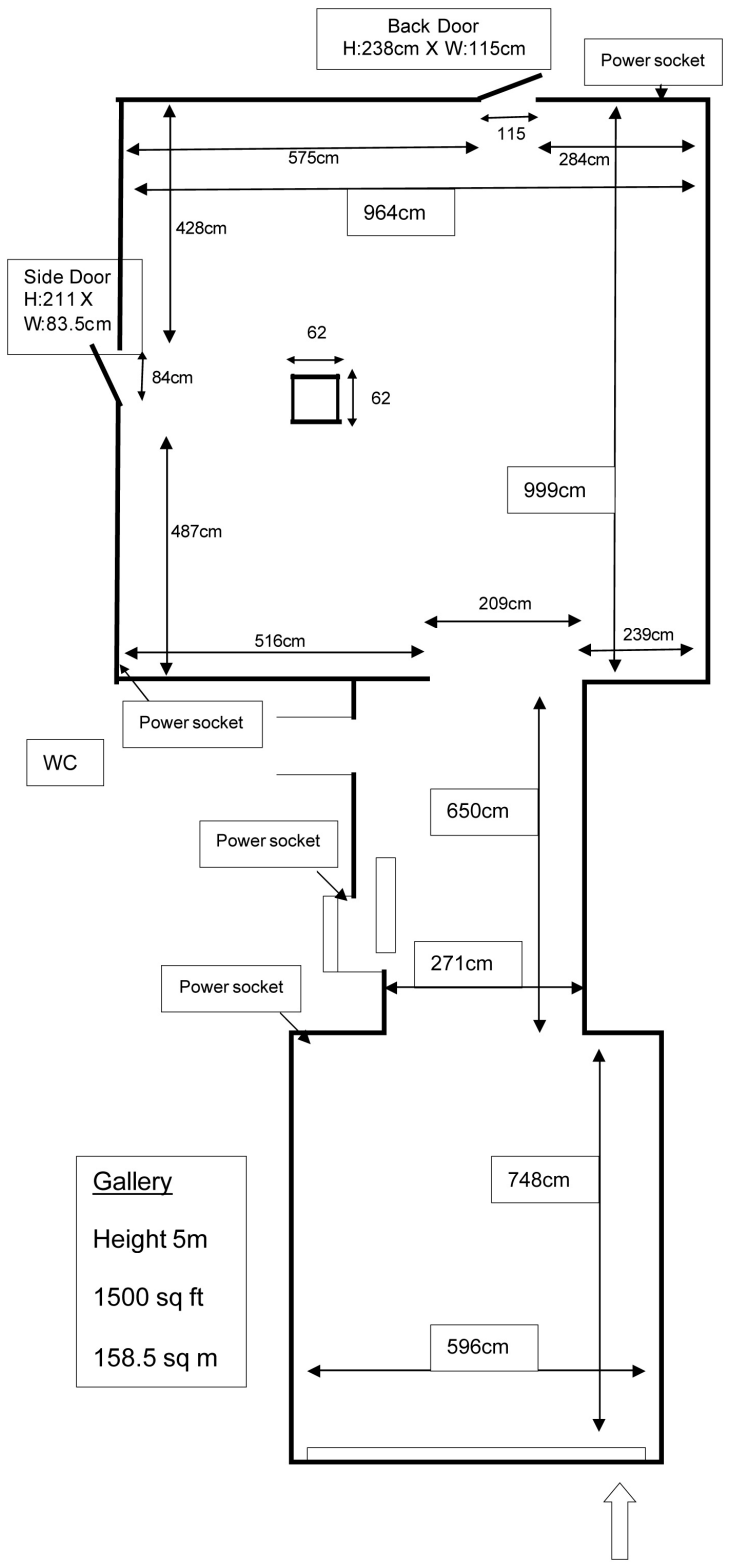 Back Door
H:238cm X W:115cm
Power socket
115
575cm
284cm
964cm
428cm
Side Door
H:211 X
W:83.5cm
62
84cm
62
999cm
487cm
209cm
516cm
239cm
Power socket
WC
650cm
Power socket
271cm
Power socket
Gallery
Height 5m
1500 sq ft
158.5 sq m
748cm
596cm